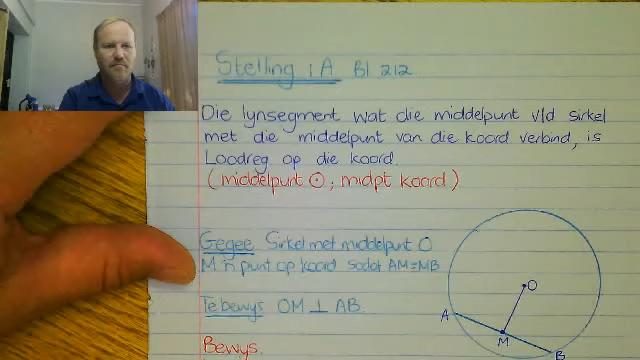 Stelling 1A Bl 212
Die lynsegment wat die middelpunt v/d sirkel
met die middelpunt van die koord verbind, is
Loodreg op die koord.
(middelpunt ⊙; midpt koord)
Gegee Sirkel met middelpunt O
M 'n punt op koord sodat AM=MB
Te bewys OM ⊥ AB.
Bewys.
O
A
M
B